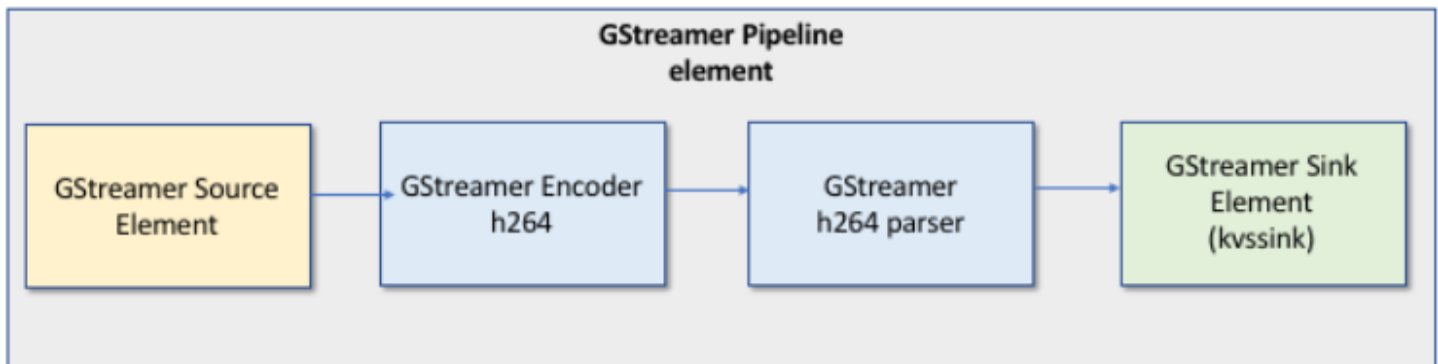 GStreamer Pipeline
element
GStreamer Source
Element
GStreamer Encoder
h264
GStreamer
h264 parser
GStreamer Sink
Element
(kvssink)